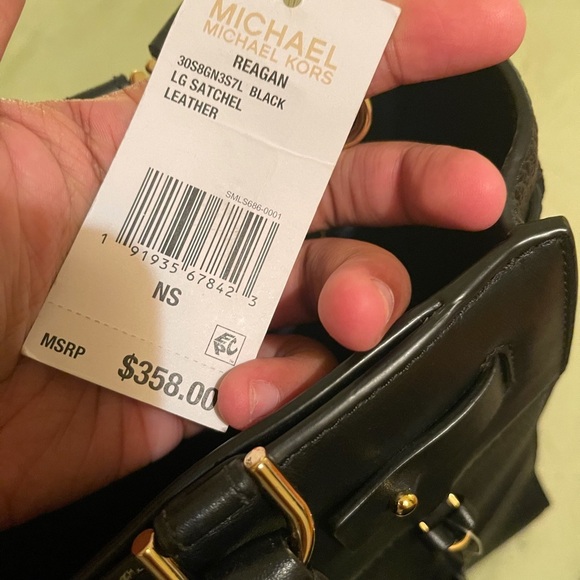 MICHAEL
MICHAEL KORS
REAGAN
30S8GN3S7L BLACK
LG SATCHEL
LEATHER
SMLS686-0001
1 91935 67842 3
NS
MSRP $358.00